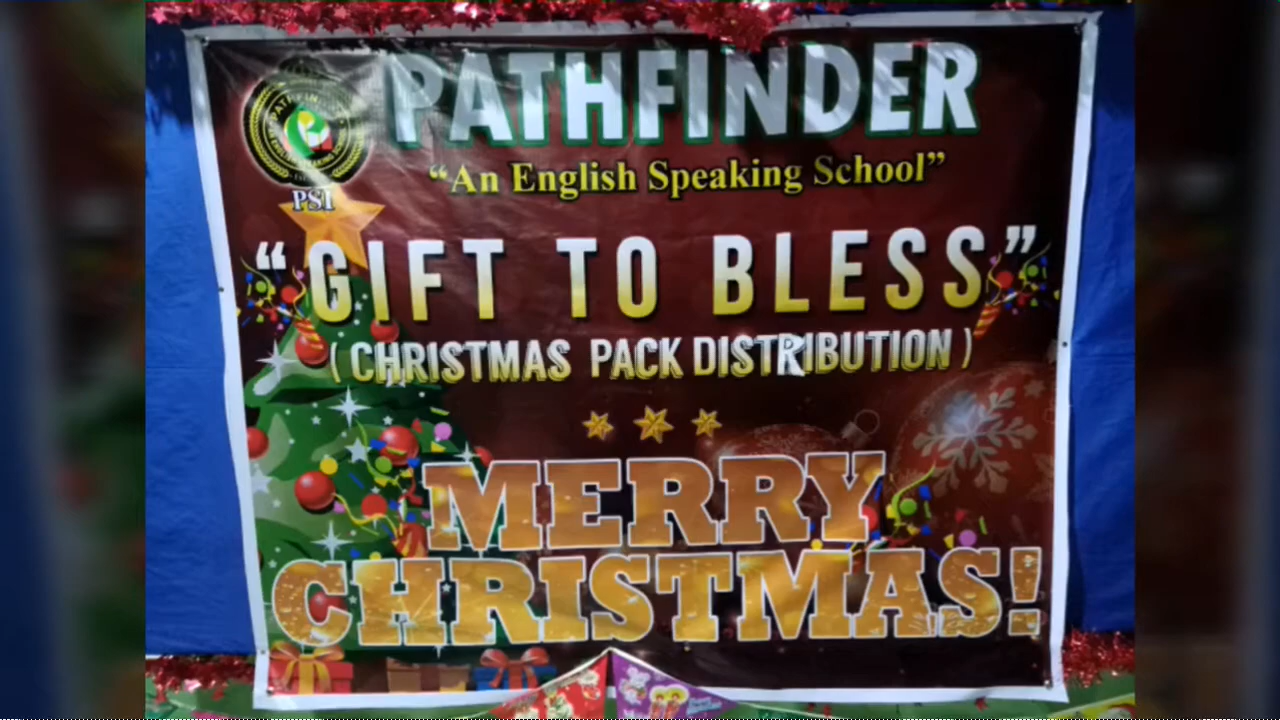 PATHFINDER
“An English Speaking School”
PSI
“GIFT TO BLESS”
( CHRISTMAS PACK DISTRIBUTION )
MERRY
CHRISTMAS!